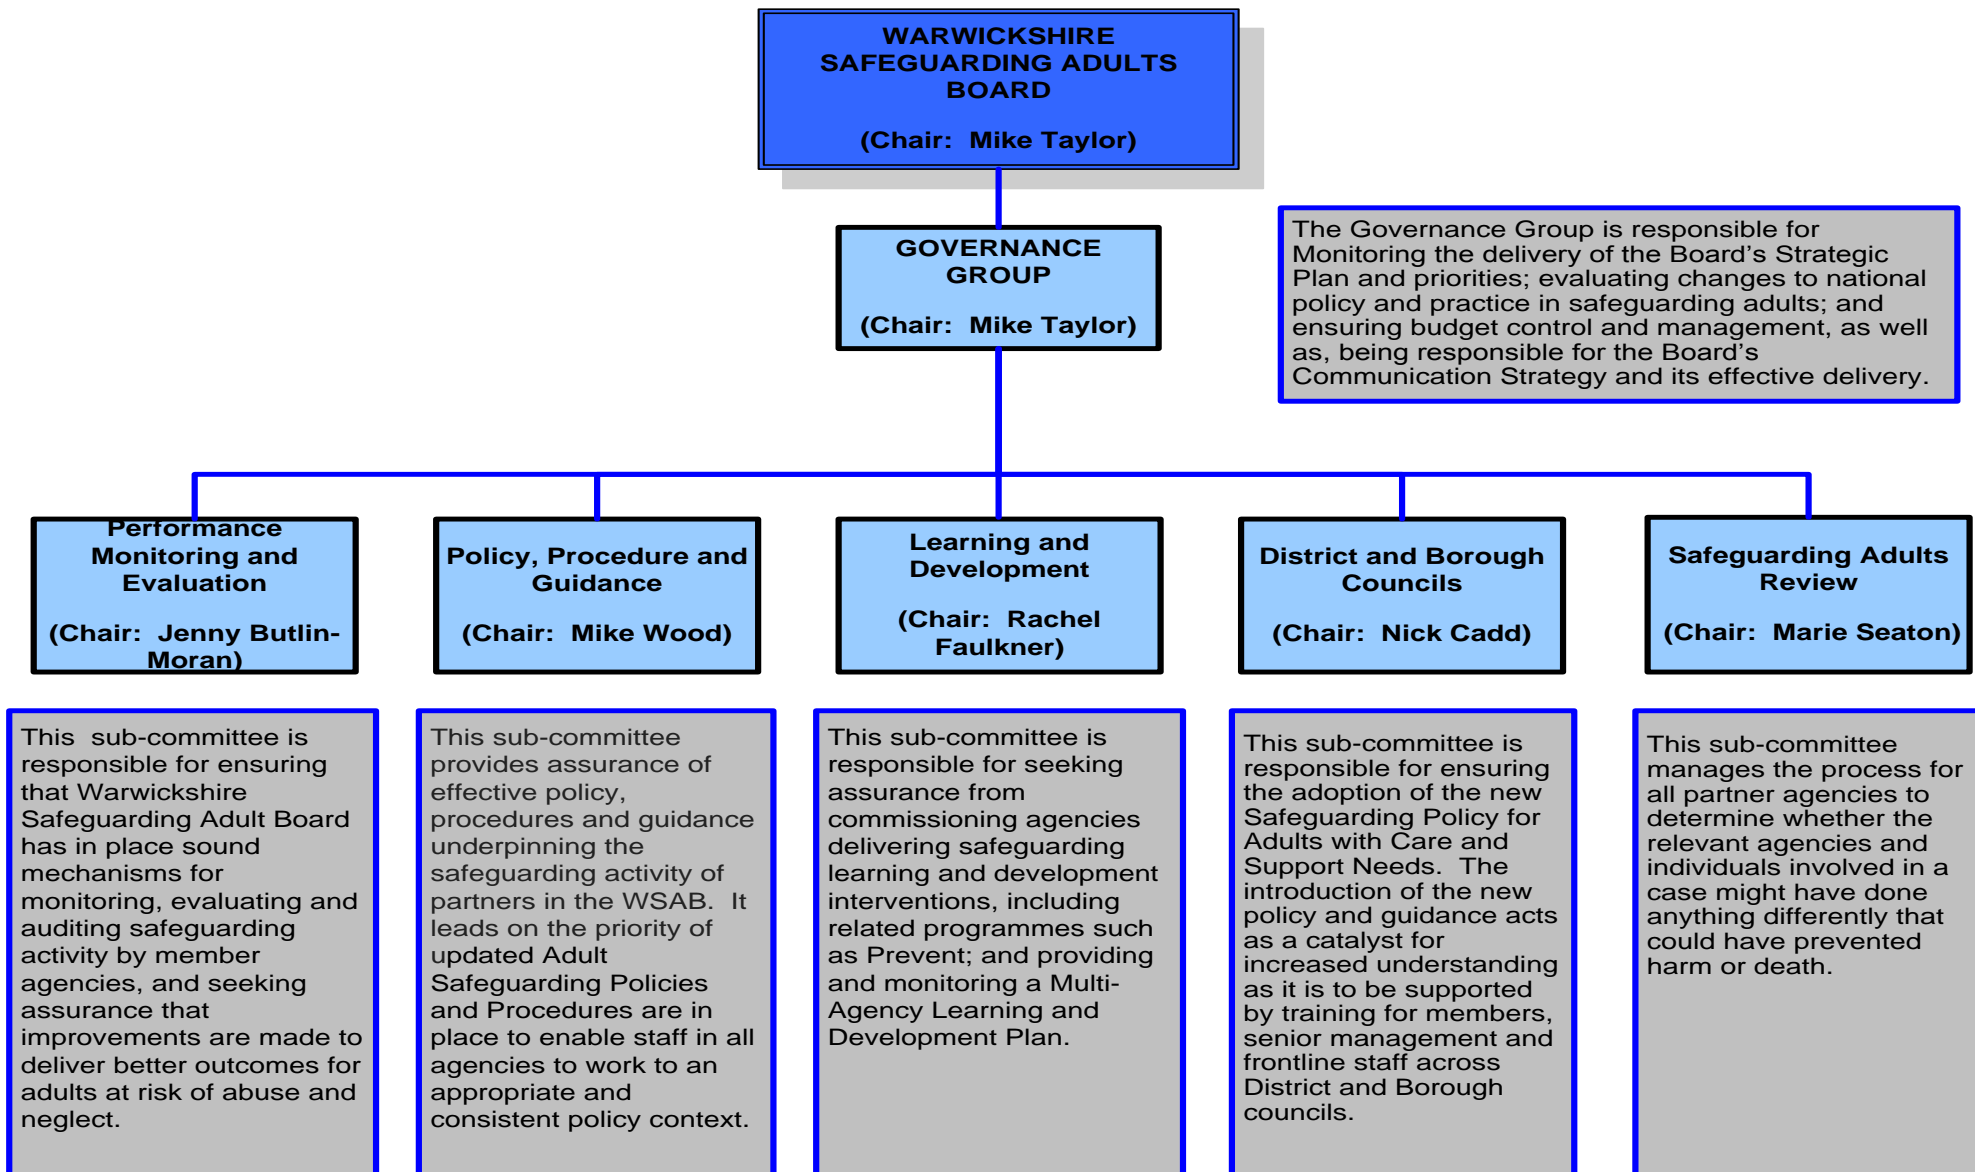 WARWICKSHIRE
SAFEGUARDING ADULTS
BOARD
(Chair:  Mike Taylor)
GOVERNANCE
GROUP
(Chair:  Mike Taylor)
The Governance Group is responsible for
Monitoring the delivery of the Board’s Strategic
Plan and priorities; evaluating changes to national
policy and practice in safeguarding adults; and
ensuring budget control and management, as well
as, being responsible for the Board’s
Communication Strategy and its effective delivery.
Performance
Monitoring and
Evaluation
(Chair:  Jenny Butlin-
Moran)
Policy, Procedure and
Guidance
(Chair:  Mike Wood)
Learning and
Development
(Chair:  Rachel
Faulkner)
District and Borough
Councils
(Chair:  Nick Cadd)
Safeguarding Adults
Review
(Chair:  Marie Seaton)
This  sub-committee is
responsible for ensuring
that Warwickshire
Safeguarding Adult Board
has in place sound
mechanisms for
monitoring, evaluating and
auditing safeguarding
activity by member
agencies, and seeking
assurance that
improvements are made to
deliver better outcomes for
adults at risk of abuse and
neglect.
This sub-committee
provides assurance of
effective policy,
procedures and guidance
underpinning the
safeguarding activity of
partners in the WSAB.  It
leads on the priority of
updated Adult
Safeguarding Policies
and Procedures are in
place to enable staff in all
agencies to work to an
appropriate and
consistent policy context.
This sub-committee is
responsible for seeking
assurance from
commissioning agencies
delivering safeguarding
learning and development
interventions, including
related programmes such
as Prevent; and providing
and monitoring a Multi-
Agency Learning and
Development Plan.
This sub-committee is
responsible for ensuring
the adoption of the new
Safeguarding Policy for
Adults with Care and
Support Needs.  The
introduction of the new
policy and guidance acts
as a catalyst for
increased understanding
as it is to be supported
by training for members,
senior management and
frontline staff across
District and Borough
councils.
This sub-committee
manages the process for
all partner agencies to
determine whether the
relevant agencies and
individuals involved in a
case might have done
anything differently that
could have prevented
harm or death.